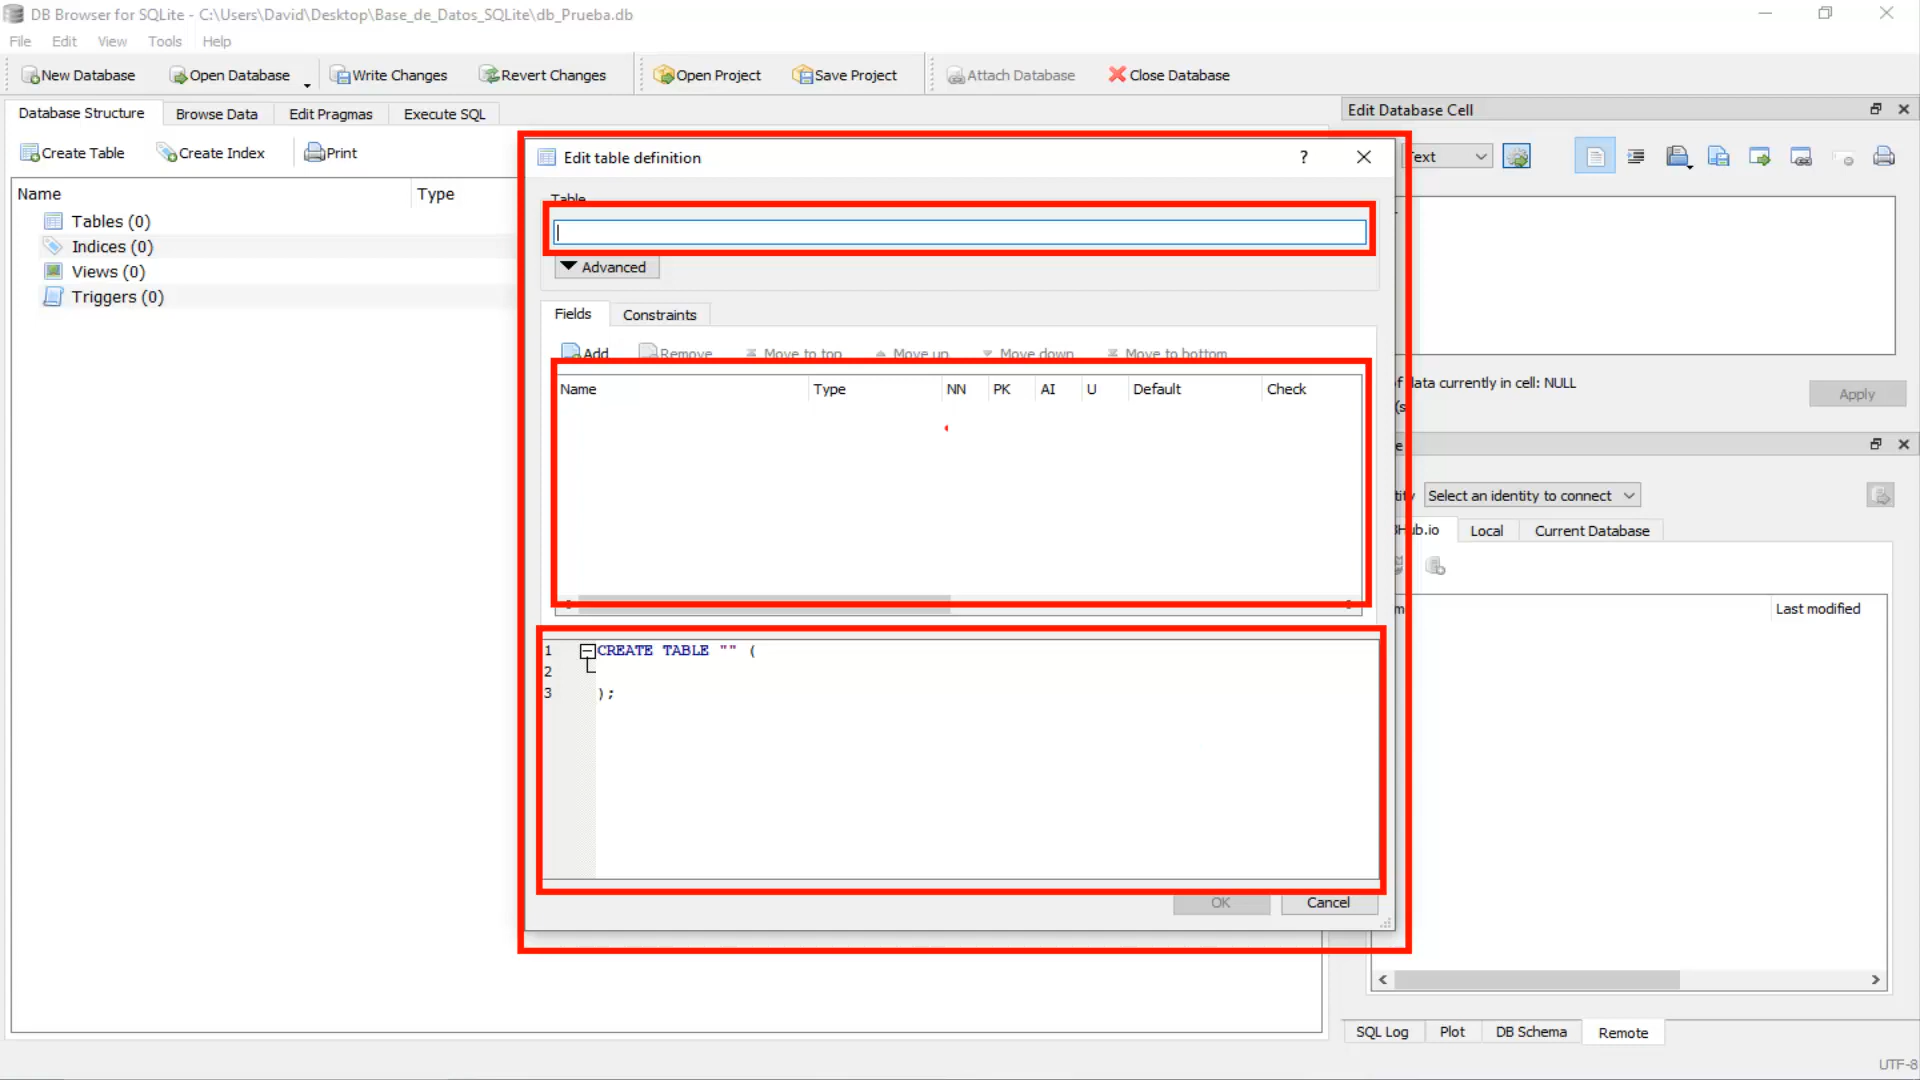 DB Browser for SQLite - C:\Users\David\Desktop\Base_de_Datos_SQLite\db_Prueba.db
File Edit View Tools Help
New Database Open Database Write Changes Revert Changes Open Project Save Project Attach Database Close Database
Database Structure Browse Data Edit Pragmas Execute SQL
Create Table Create Index Print
Name Type
Tables (0)
Indices (0)
Views (0)
Triggers (0)
Edit table definition ?
Table
Advanced
Fields Constraints
Add Remove Move to top Move up Move down Move to bottom
Name Type NN PK AI U Default Check
1 CREATE TABLE "" (
2
3 );
OK Cancel
Edit Database Cell
Text
data currently in cell: NULL
Apply
Select an identity to connect
Hub.io Local Current Database
Last modified
SQL Log Plot DB Schema Remote
UTF-8